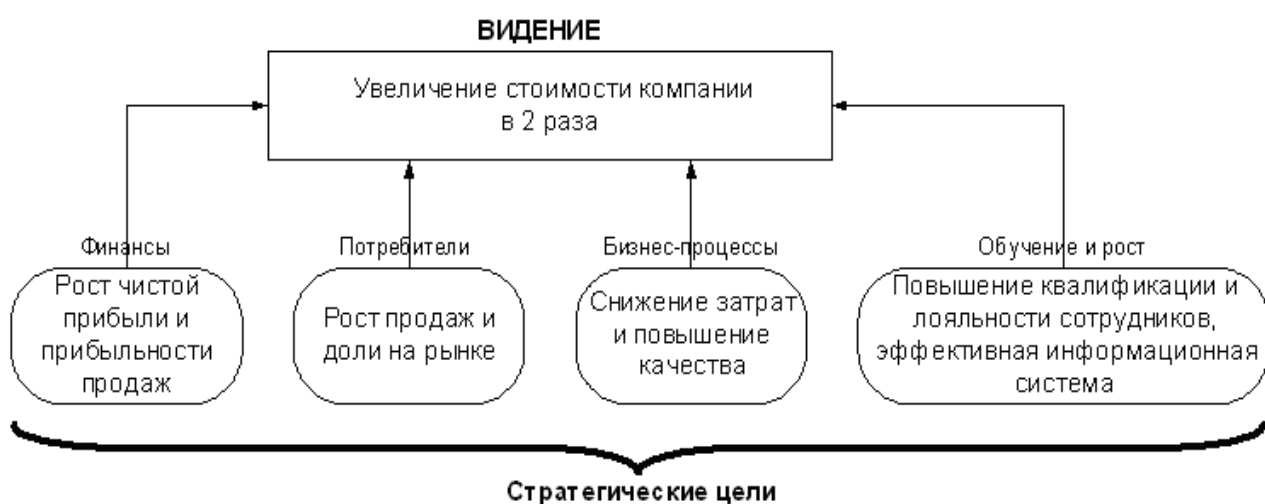 ВИДЕНИЕ
Увеличение стоимости компании
в 2 раза
Финансы
Потребители
Бизнес-процессы
Обучение и рост
Рост чистой
прибыли и
прибыльности
продаж
Рост продаж и
доли на рынке
Снижение затрат
и повышение
качества
Повышение квалификации и
лояльности сотрудников,
эффективная информационная
система
Стратегические цели